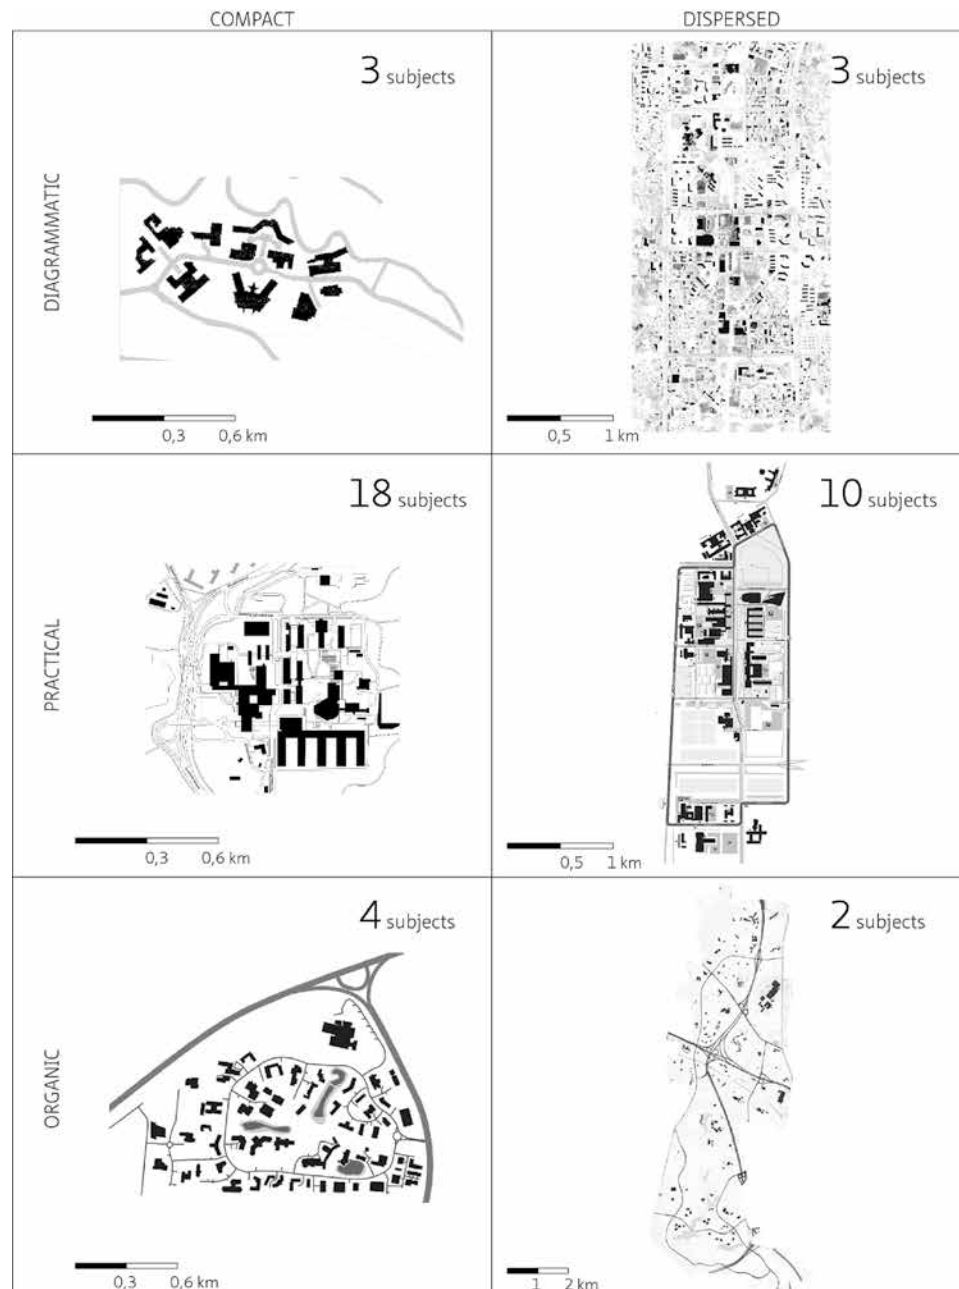 COMPACT
DISPERSED
DIAGRAMMATIC
3 subjects
0,3 0,6 km
3 subjects
0,5 1 km
PRACTICAL
18 subjects
0,3 0,6 km
10 subjects
0,5 1 km
ORGANIC
4 subjects
0,3 0,6 km
2 subjects
1 2 km